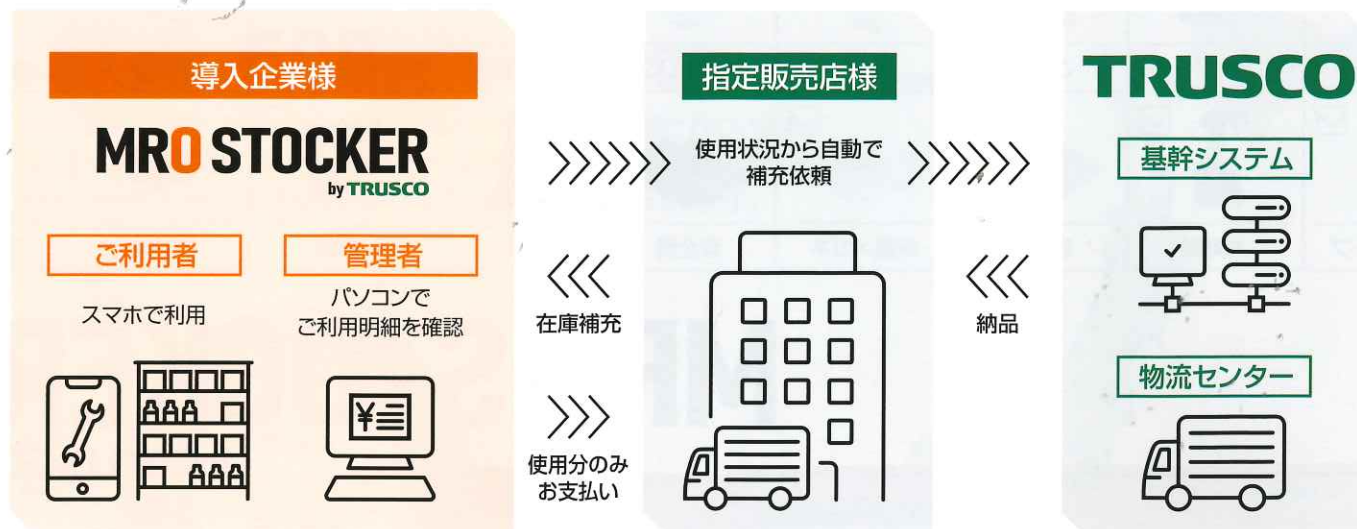 導入企業様
MRO STOCKER
by TRUSCO
ご利用者
スマホで利用
管理者
パソコンで
ご利用明細を確認
¥
在庫補充
使用分のみ
お支払い
指定販売店様
使用状況から自動で
補充依頼
納品
TRUSCO
基幹システム
物流センター